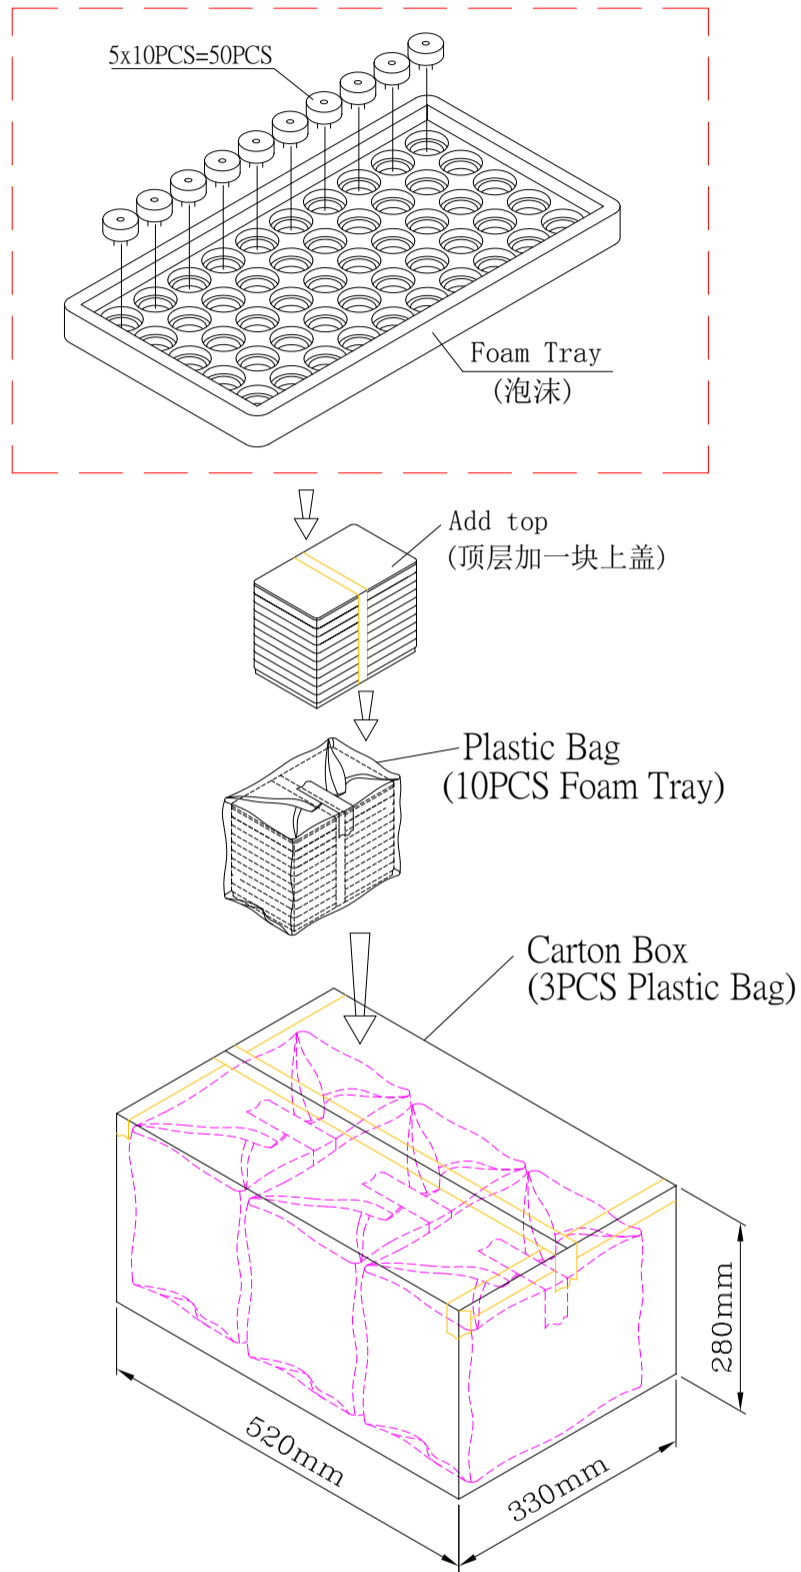 5x10PCS=50PCS
Foam Tray
(泡沫)
Add top
(顶层加一块上盖)
Plastic Bag
(10PCS Foam Tray)
Carton Box
(3PCS Plastic Bag)
280mm
520mm
330mm